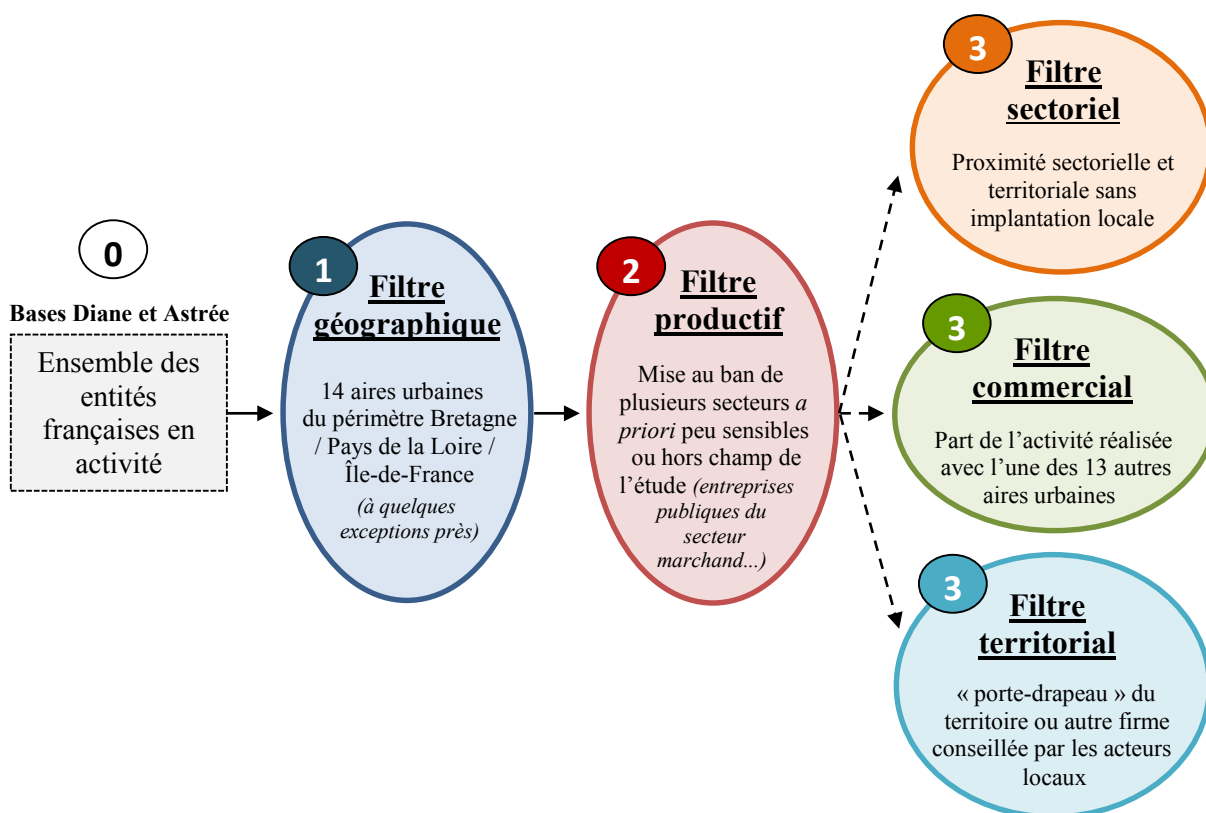 0
Bases Diane et Astrée
Ensemble des
entités
françaises en
activité
1
Filtre
géographique
14 aires urbaines
du périmètre Bretagne
/ Pays de la Loire /
Île-de-France
(à quelques
exceptions près)
2
Filtre
productif
Mise au ban de
plusieurs secteurs a
priori peu sensibles
ou hors champ de
l’étude (entreprises
publiques du
secteur
marchand...)
3
Filtre
sectoriel
Proximité sectorielle et
territoriale sans
implantation locale
3
Filtre
commercial
Part de l’activité réalisée
avec l’une des 13 autres
aires urbaines
3
Filtre
territorial
« porte-drapeau » du
territoire ou autre firme
conseillée par les acteurs
locaux